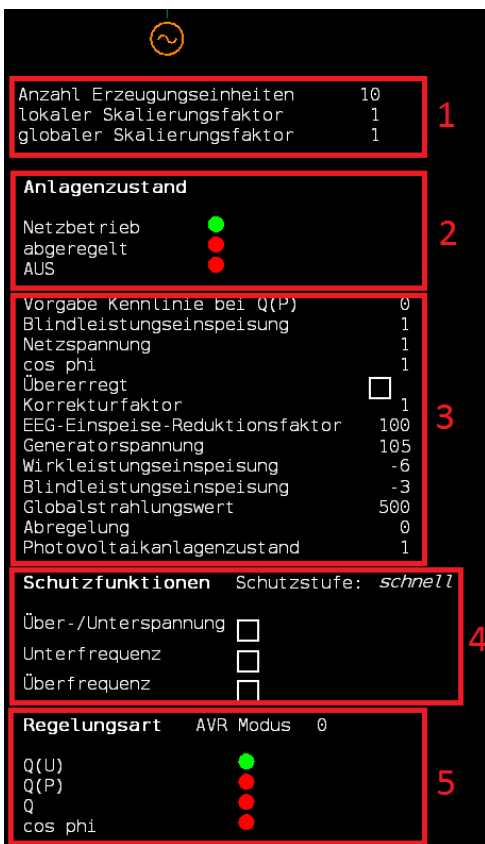 Anzahl Erzeugungseinheiten 10
lokaler Skalierungsfaktor 1
globaler Skalierungsfaktor 1
1
Anlagenzustand
Netzbetrieb
abgeregelt
AUS
2
Vorgabe Kennlinie bei Q(P) 0
Blindleistungseinspeisung 1
Netzspannung 1
cos phi 1
Übererregt
Korrekturfaktor 1
EEG-Einspeise-Reduktionsfaktor 100
Generatorspannung 105
Wirkleistungseinspeisung -6
Blindleistungseinspeisung -3
Globalstrahlungswert 500
Abregelung 0
Photovoltaikanlagenzustand 1
3
Schutzfunktionen Schutzstufe: schnell
Über-/Unterspannung
Unterfrequenz
Überfrequenz
4
Regelungsart AVR Modus 0
Q(U)
Q(P)
Q
cos phi
5